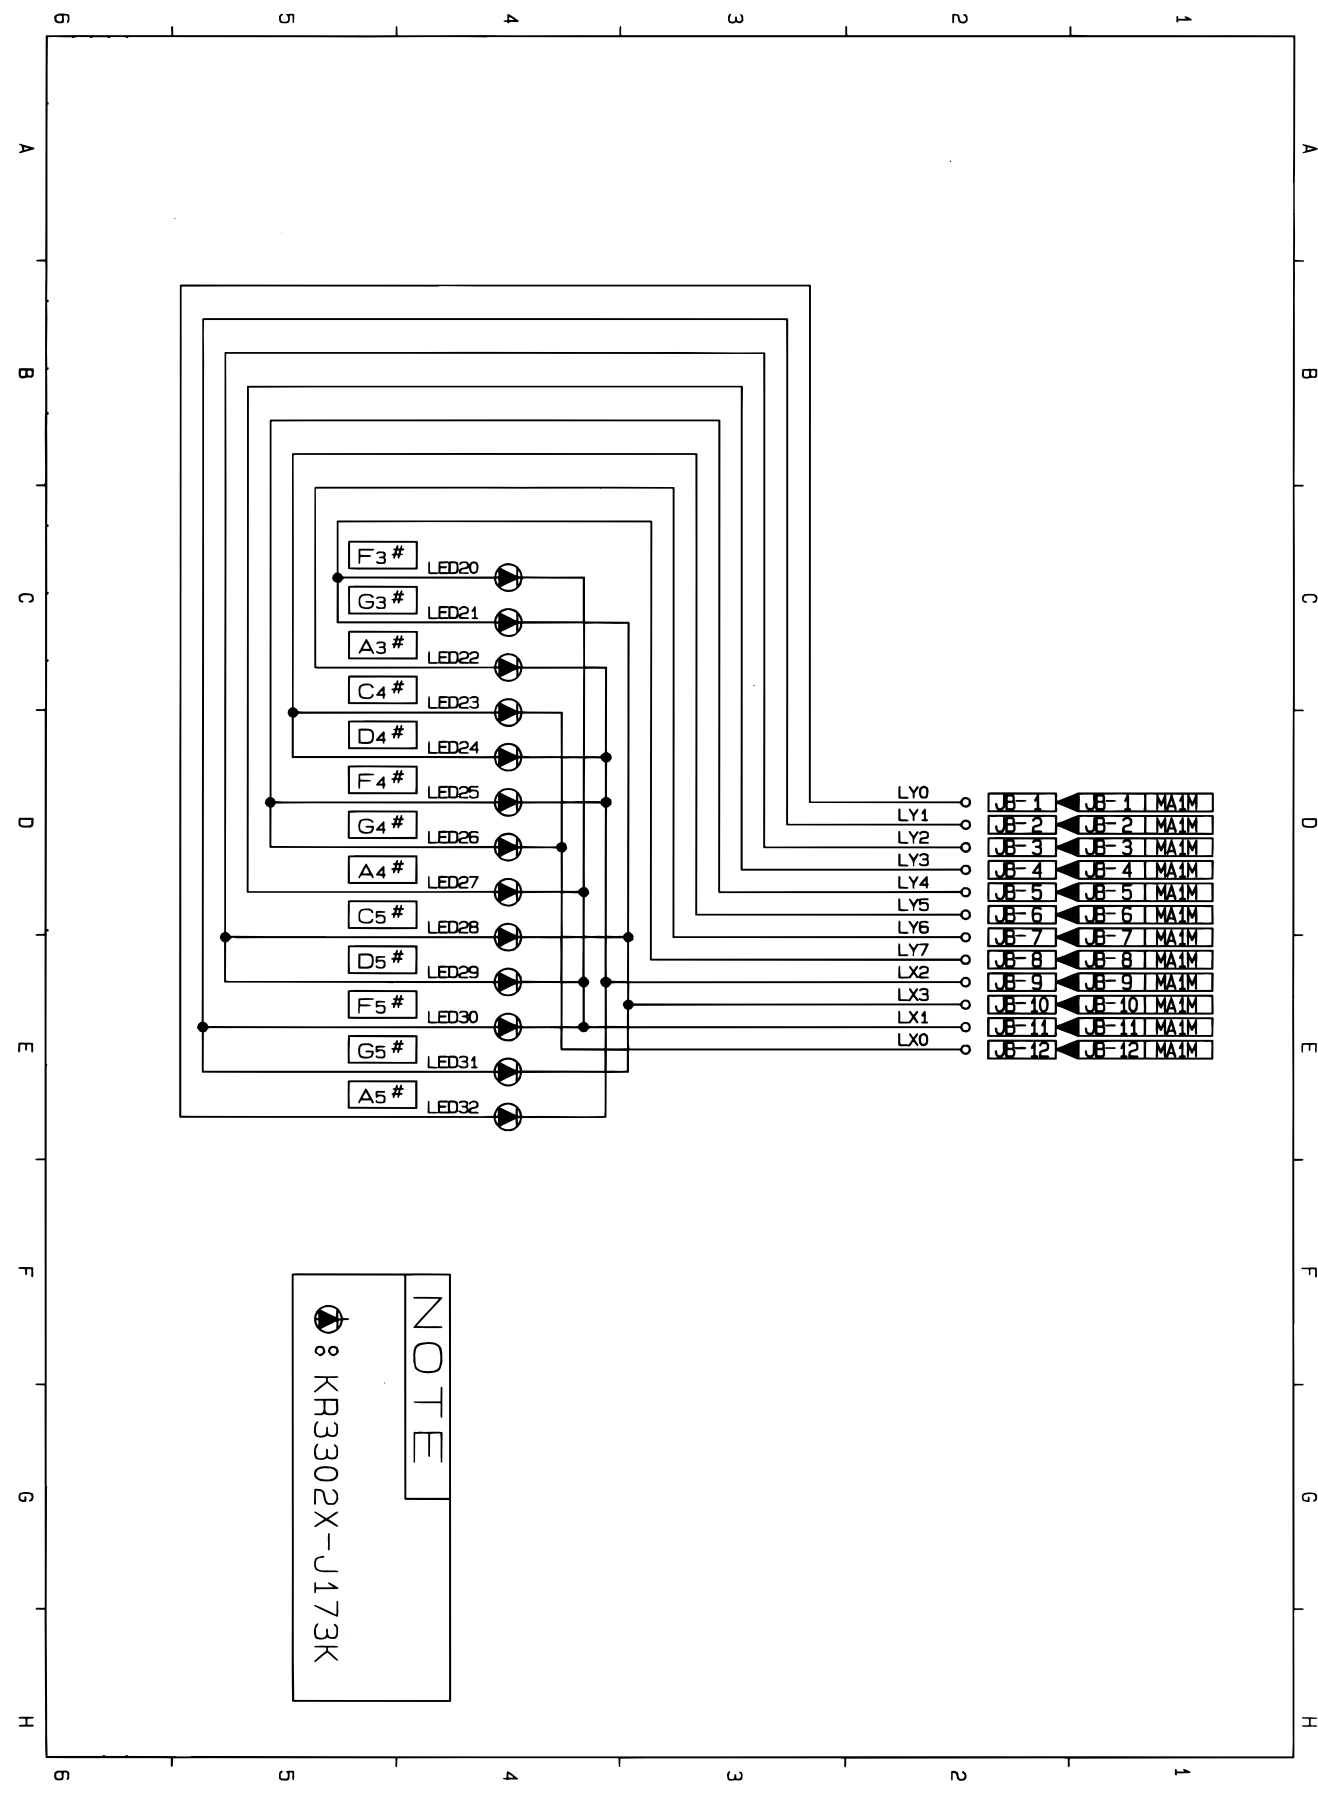 6 5 4 3 2 1
A A
B B
F3# LED20
C C
G3# LED21
A3# LED22
C4# LED23
D4# LED24
F4# LED25
LY0 JB-1 JB-1 MA1M
G4# LED26
D LY1 JB-2 JB-2 MA1M D
LY2 JB-3 JB-3 MA1M
A4# LED27
LY3 JB-4 JB-4 MA1M
LY4 JB-5 JB-5 MA1M
C5# LED28
LY5 JB-6 JB-6 MA1M
LY6 JB-7 JB-7 MA1M
D5# LED29
LY7 JB-8 JB-8 MA1M
LX2 JB-9 JB-9 MA1M
F5# LED30
LX3 JB-10 JB-10 MA1M
LX1 JB-11 JB-11 MA1M
E G5# LED31 LX0 JB-12 JB-12 MA1M E
A5# LED32
F F
NOTE
: KR3302X-J173K
G G
H H
6 5 4 3 2 1